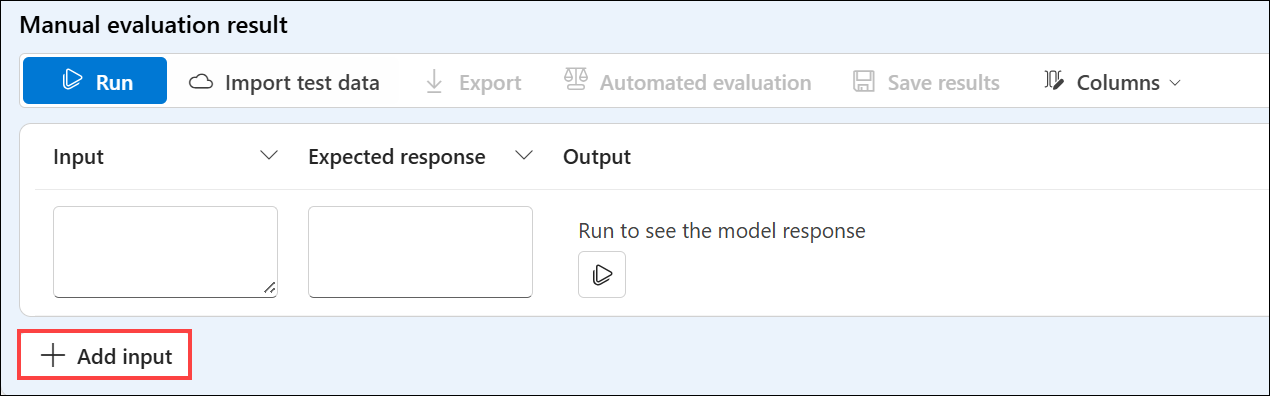 Manual evaluation result
Run Import test data Export Automated evaluation Save results Columns
Input Expected response Output
Run to see the model response
Add input